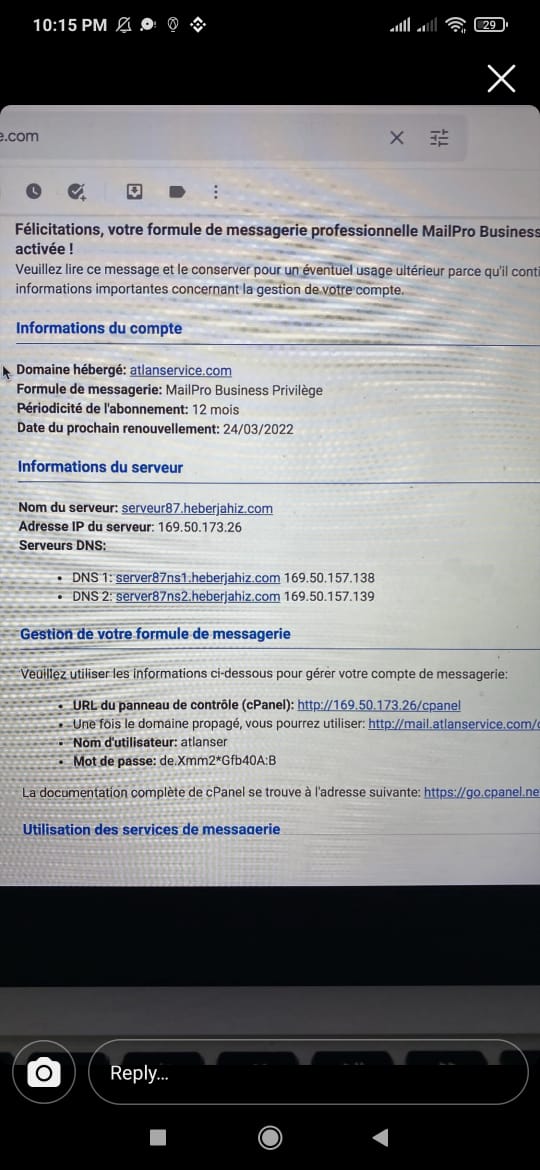 10:15 PM
29
e.com
Félicitations, votre formule de messagerie professionnelle MailPro Business
activée !
Veuillez lire ce message et le conserver pour un éventuel usage ultérieur parce qu'il conti
informations importantes concernant la gestion de votre compte.
Informations du compte
Domaine hébergé: atlanservice.com
Formule de messagerie: MailPro Business Privilège
Périodicité de l'abonnement: 12 mois
Date du prochain renouvellement: 24/03/2022
Informations du serveur
Nom du serveur: serveur87.heberjahiz.com
Adresse IP du serveur: 169.50.173.26
Serveurs DNS:
• DNS 1: server87ns1.heberjahiz.com 169.50.157.138
• DNS 2: server87ns2.heberjahiz.com 169.50.157.139
Gestion de votre formule de messagerie
Veuillez utiliser les informations ci-dessous pour gérer votre compte de messagerie:
• URL du panneau de contrôle (cPanel): http://169.50.173.26/cpanel
• Une fois le domaine propagé, vous pourrez utiliser: http://mail.atlanservice.com/c
• Nom d'utilisateur: atlanser
• Mot de passe: de.Xmm2*Gfb40A:B
La documentation complète de cPanel se trouve à l'adresse suivante: https://go.cpanel.ne
Utilisation des services de messagerie
Reply...